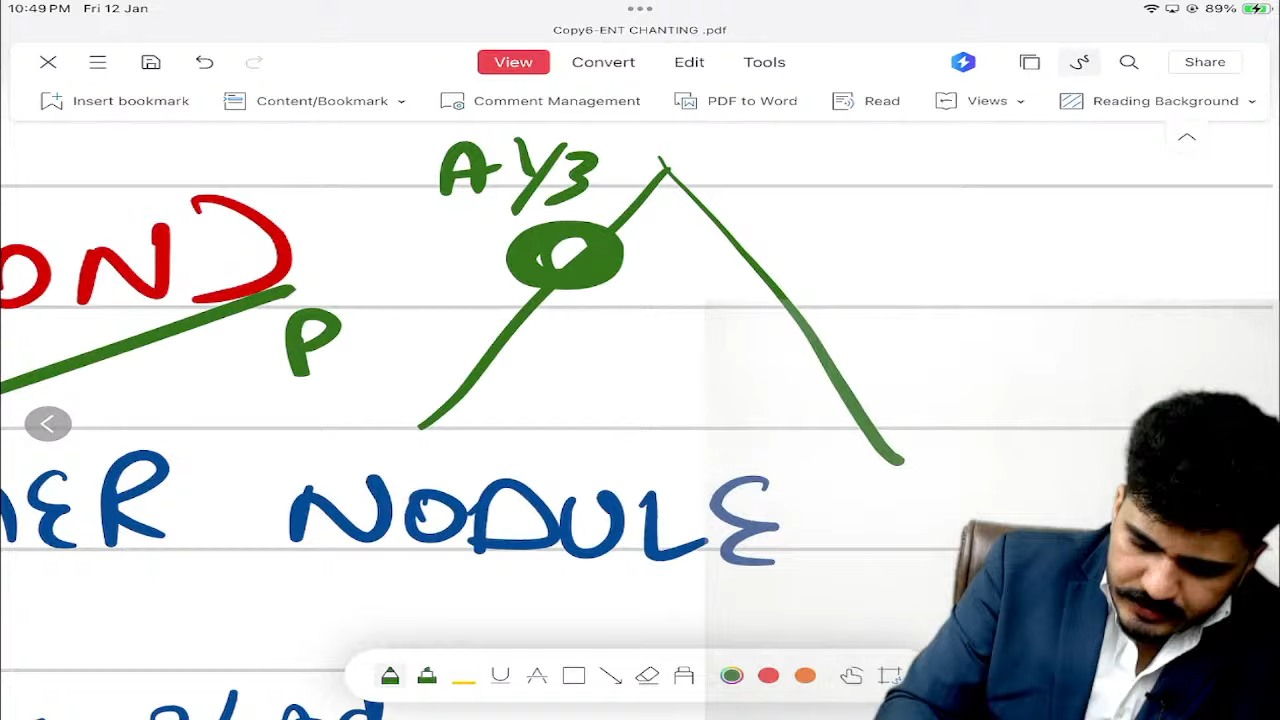 10:49 PM Fri 12 Jan 89%
Copy6-ENT CHANTING .pdf
View Convert Edit Tools Share
Insert bookmark Content/Bookmark Comment Management PDF to Word Read Views Reading Background
A 1/3
OND
P
HER NODULE